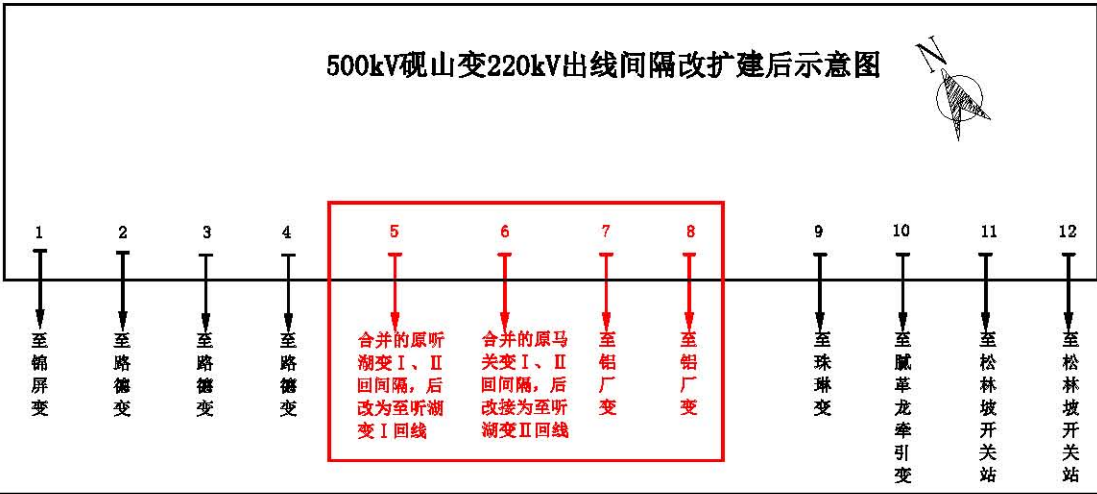 500kV砚山变220kV出线间隔改扩建后示意图
N
1
2
3
4
5
6
7
8
9
10
11
12
至锦屏变
至路德变
至路德变
至路德变
合并的原听
湖变Ⅰ、Ⅱ
回间隔，后
改为至听湖
变Ⅰ回线
合并的原马
关变Ⅰ、Ⅱ
回间隔，后
改接为至听
湖变Ⅱ回线
至铝厂变
至铝厂变
至珠琳变
至腻革龙牵引变
至松林坡开关站
至松林坡开关站